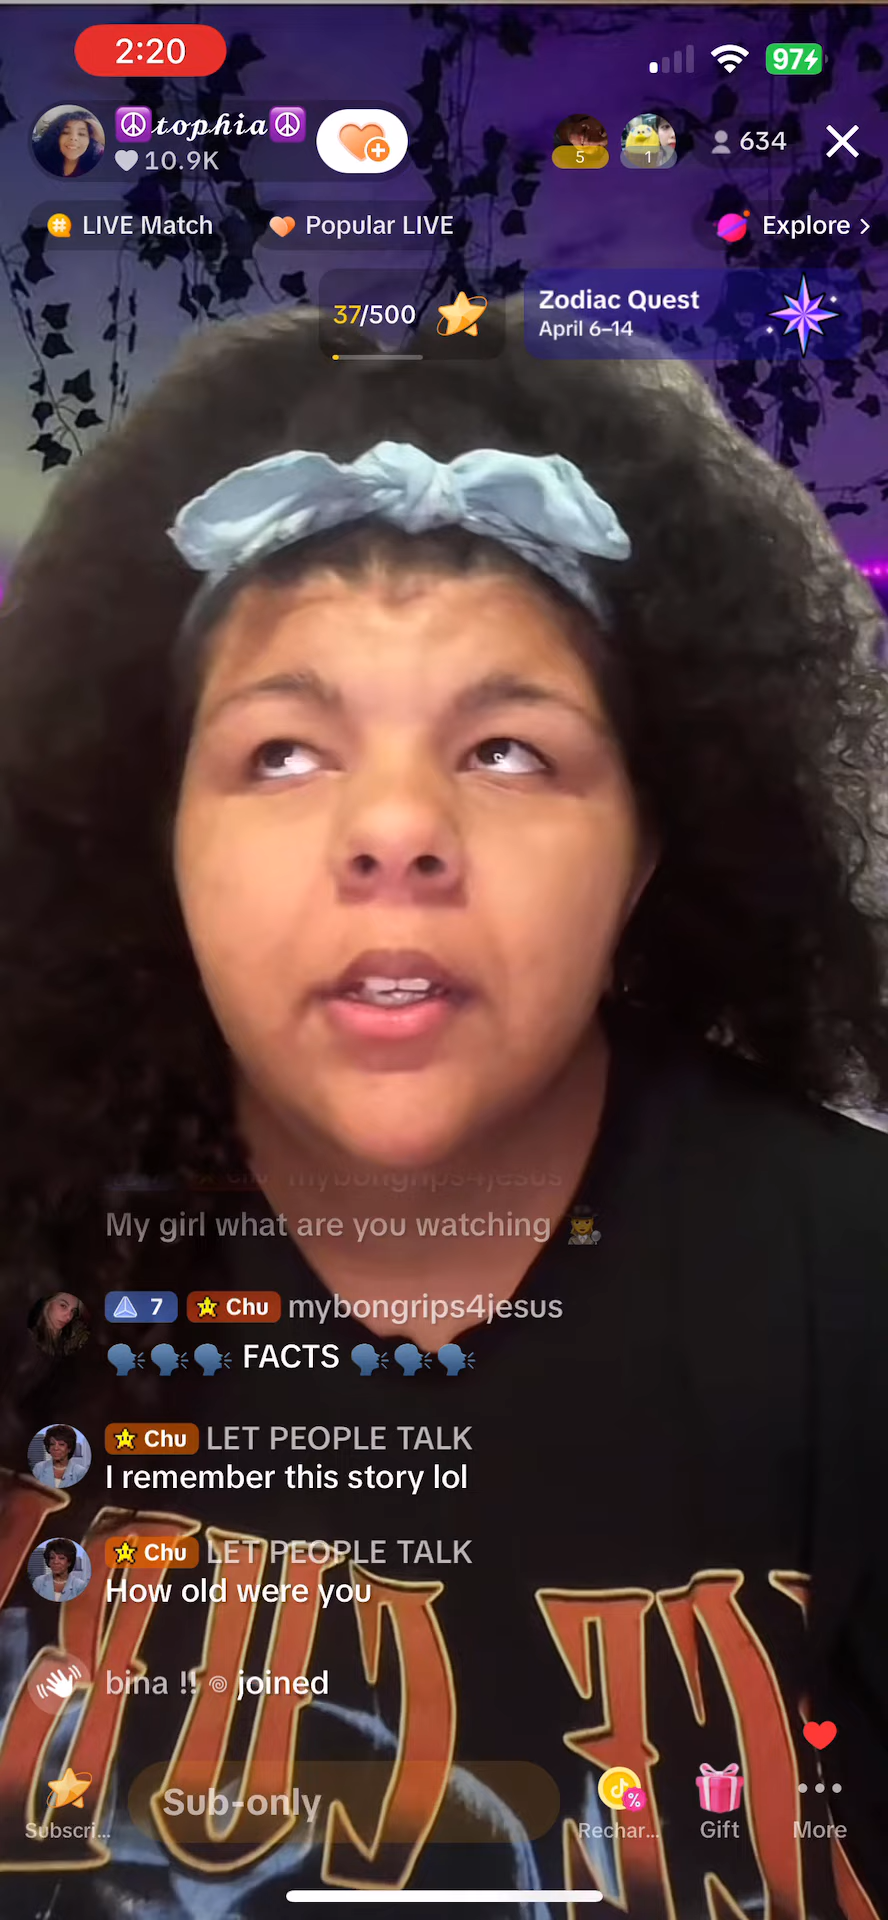 2:20
97
☮️𝓽𝓸𝓹𝓱𝓲𝓪☮️
10.9K
5
1
634
LIVE Match
Popular LIVE
Explore >
37/500
Zodiac Quest
April 6–14
Chu mybongrips4jesus
My girl what are you watching 🕵️‍♀️
7 Chu mybongrips4jesus
🗣️🗣️🗣️ FACTS 🗣️🗣️🗣️
Chu LET PEOPLE TALK
I remember this story lol
Chu LET PEOPLE TALK
How old were you
bina !! ֍ joined
Sub-only
Subscri...
Rechar...
Gift
More